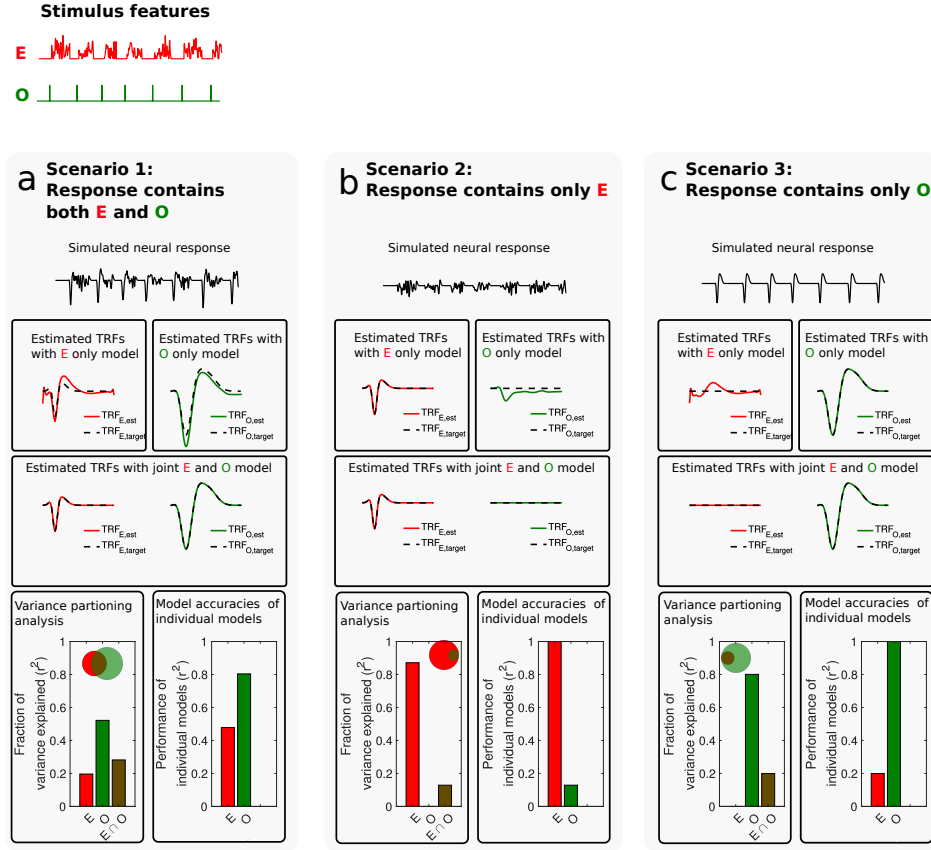 Stimulus features
E
O
a Scenario 1:
Response contains
both E and O
Simulated neural response
Estimated TRFs
with E only model
TRFE,est
TRFE,target
Estimated TRFs with
O only model
TRFO,est
TRFO,target
Estimated TRFs with joint E and O model
TRFE,est
TRFE,target
TRFO,est
TRFO,target
Variance partioning
analysis
Fraction of
variance explained (r²)
1
0.8
0.6
0.4
0.2
0
E
O
E ∩ O
Model accuracies of
individual models
Performance of
individual models (r²)
1
0.8
0.6
0.4
0.2
0
E
O
b Scenario 2:
Response contains only E
Simulated neural response
Estimated TRFs
with E only model
TRFE,est
TRFE,target
Estimated TRFs with
O only model
TRFO,est
TRFO,target
Estimated TRFs with joint E and O model
TRFE,est
TRFE,target
TRFO,est
TRFO,target
Variance partioning
analysis
Fraction of
variance explained (r²)
1
0.8
0.6
0.4
0.2
0
E
O
E ∩ O
Model accuracies of
individual models
Performance of
individual models (r²)
1
0.8
0.6
0.4
0.2
0
E
O
c Scenario 3:
Response contains only O
Simulated neural response
Estimated TRFs
with E only model
TRFE,est
TRFE,target
Estimated TRFs with
O only model
TRFO,est
TRFO,target
Estimated TRFs with joint E and O model
TRFE,est
TRFE,target
TRFO,est
TRFO,target
Variance partioning
analysis
Fraction of
variance explained (r²)
1
0.8
0.6
0.4
0.2
0
E
O
E ∩ O
Model accuracies of
individual models
Performance of
individual models (r²)
1
0.8
0.6
0.4
0.2
0
E
O